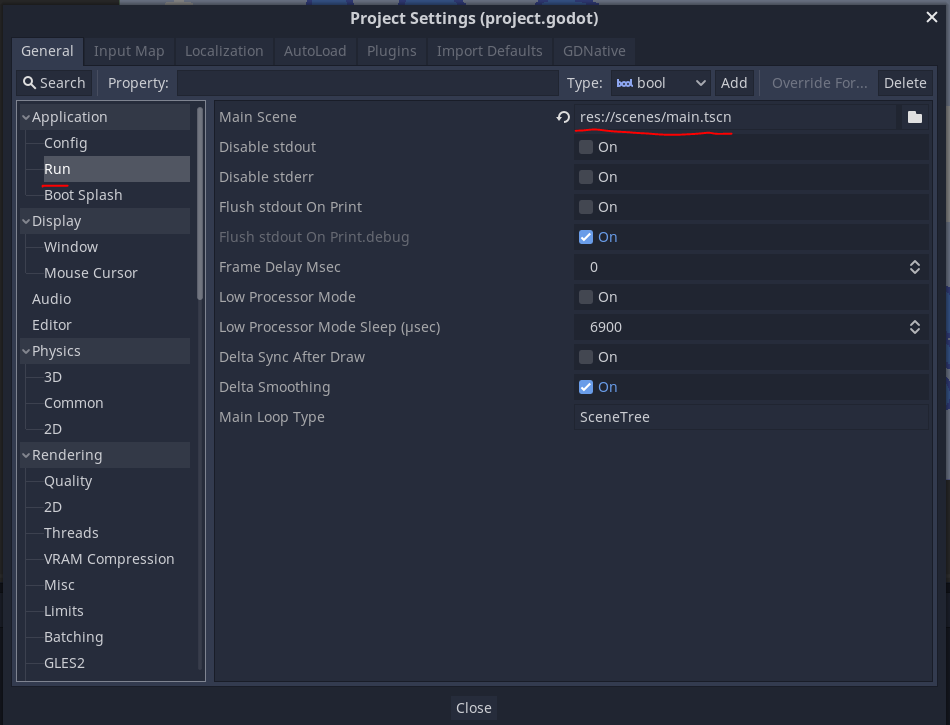 Project Settings (project.godot)
General Input Map Localization AutoLoad Plugins Import Defaults GDNative
Search Property: Type: bool bool Add Override For... Delete
Application
Config
Run
Boot Splash
Display
Window
Mouse Cursor
Audio
Editor
Physics
3D
Common
2D
Rendering
Quality
2D
Threads
VRAM Compression
Misc
Limits
Batching
GLES2
Main Scene res://scenes/main.tscn
Disable stdout On
Disable stderr On
Flush stdout On Print On
Flush stdout On Print.debug On
Frame Delay Msec 0
Low Processor Mode On
Low Processor Mode Sleep (µsec) 6900
Delta Sync After Draw On
Delta Smoothing On
Main Loop Type SceneTree
Close